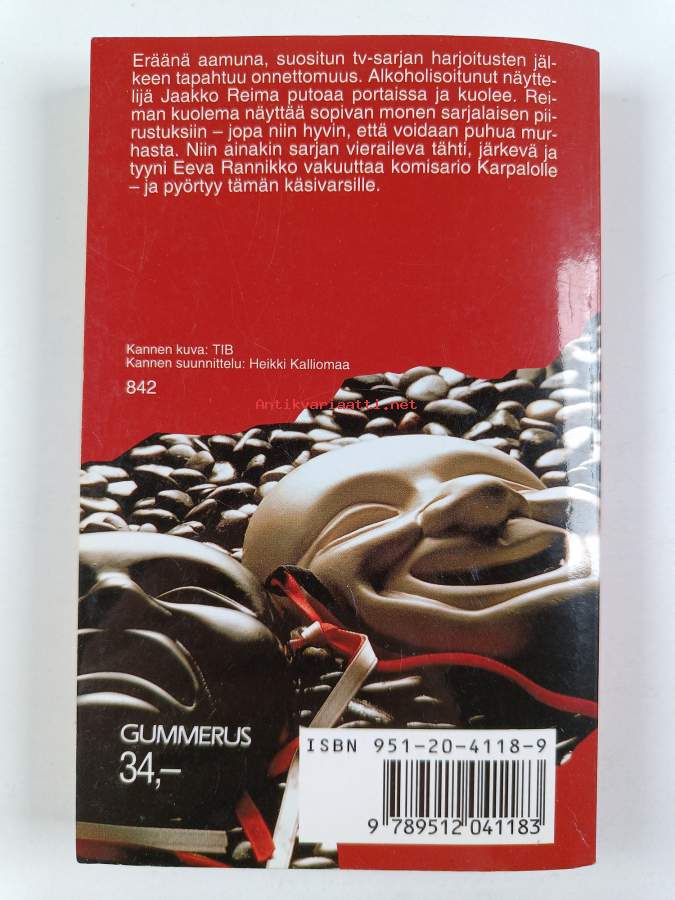 Eräänä aamuna, suositun tv-sarjan harjoitusten jäl-
keen tapahtuu onnettomuus. Alkoholisoitunut näytte-
lijä Jaakko Reima putoaa portaissa ja kuolee. Rei-
man kuolema näyttää sopivan monen sarjalaisen pii-
rustuksiin – jopa niin hyvin, että voidaan puhua mur-
hasta. Niin ainakin sarjan vieraileva tähti, järkevä ja
tyyni Eeva Rannikko vakuuttaa komisario Karpalolle
– ja pyörtyy tämän käsivarsille.
Kannen kuva: TIB
Kannen suunnittelu: Heikki Kalliomaa
842
Antikvariaatti.net
GUMMERUS
34,–
ISBN 951-20-4118-9
9 789512 041183